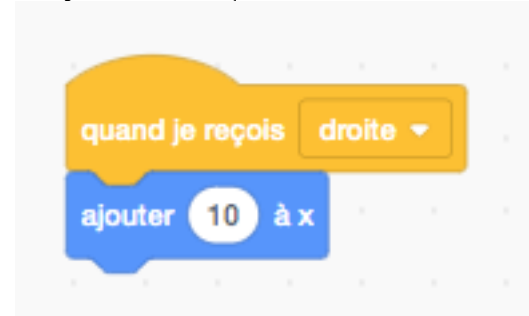 quand je reçois droite
ajouter 10 à x